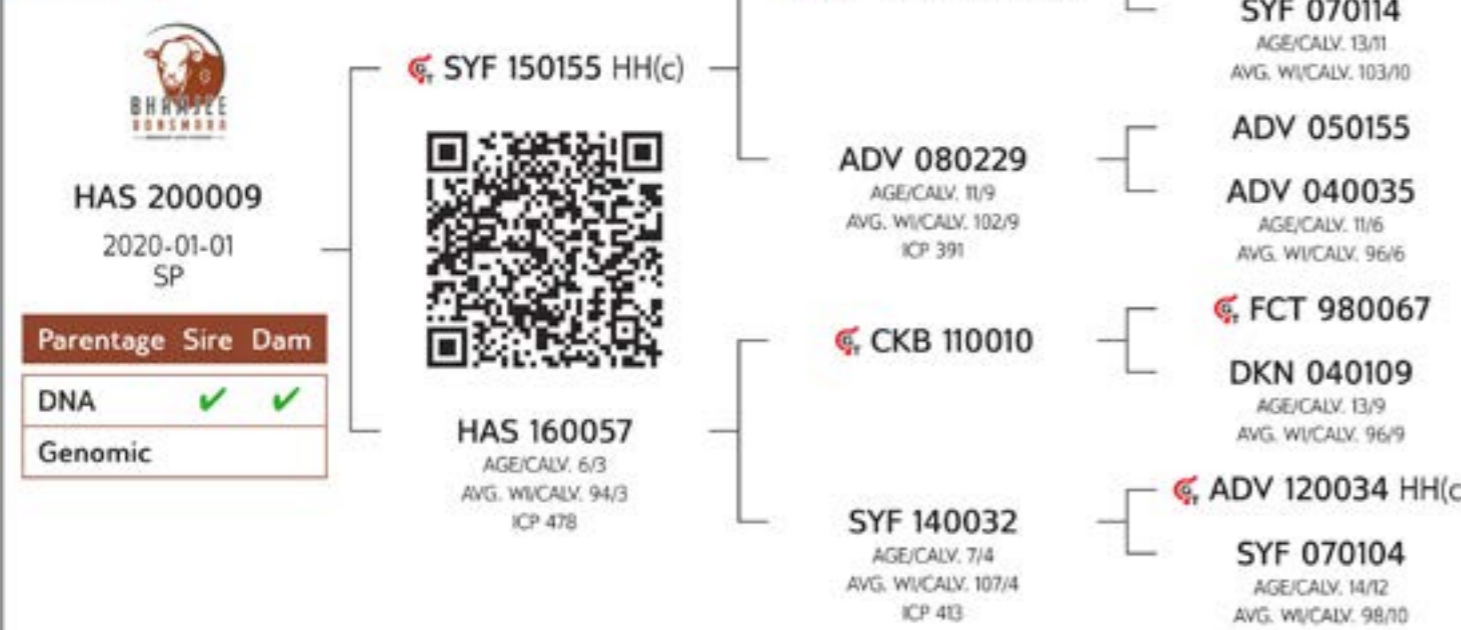 BHAMJEE
BONSMARA
HAS 200009
2020-01-01
SP
Parentage Sire Dam
DNA ✔ ✔
Genomic
SYF 150155 HH(c)
HAS 160057
AGE/CALV. 6/3
AVG. WI/CALV. 94/3
ICP 478
ADV 080229
AGE/CALV. 11/9
AVG. WI/CALV. 102/9
ICP 391
CKB 110010
SYF 140032
AGE/CALV. 7/4
AVG. WI/CALV. 107/4
ICP 413
SYF 070114
AGE/CALV. 13/11
AVG. WI/CALV. 103/10
ADV 050155
ADV 040035
AGE/CALV. 11/6
AVG. WI/CALV. 96/6
FCT 980067
DKN 040109
AGE/CALV. 13/9
AVG. WI/CALV. 96/9
ADV 120034 HH(c
SYF 070104
AGE/CALV. 14/12
AVG. WI/CALV. 98/10